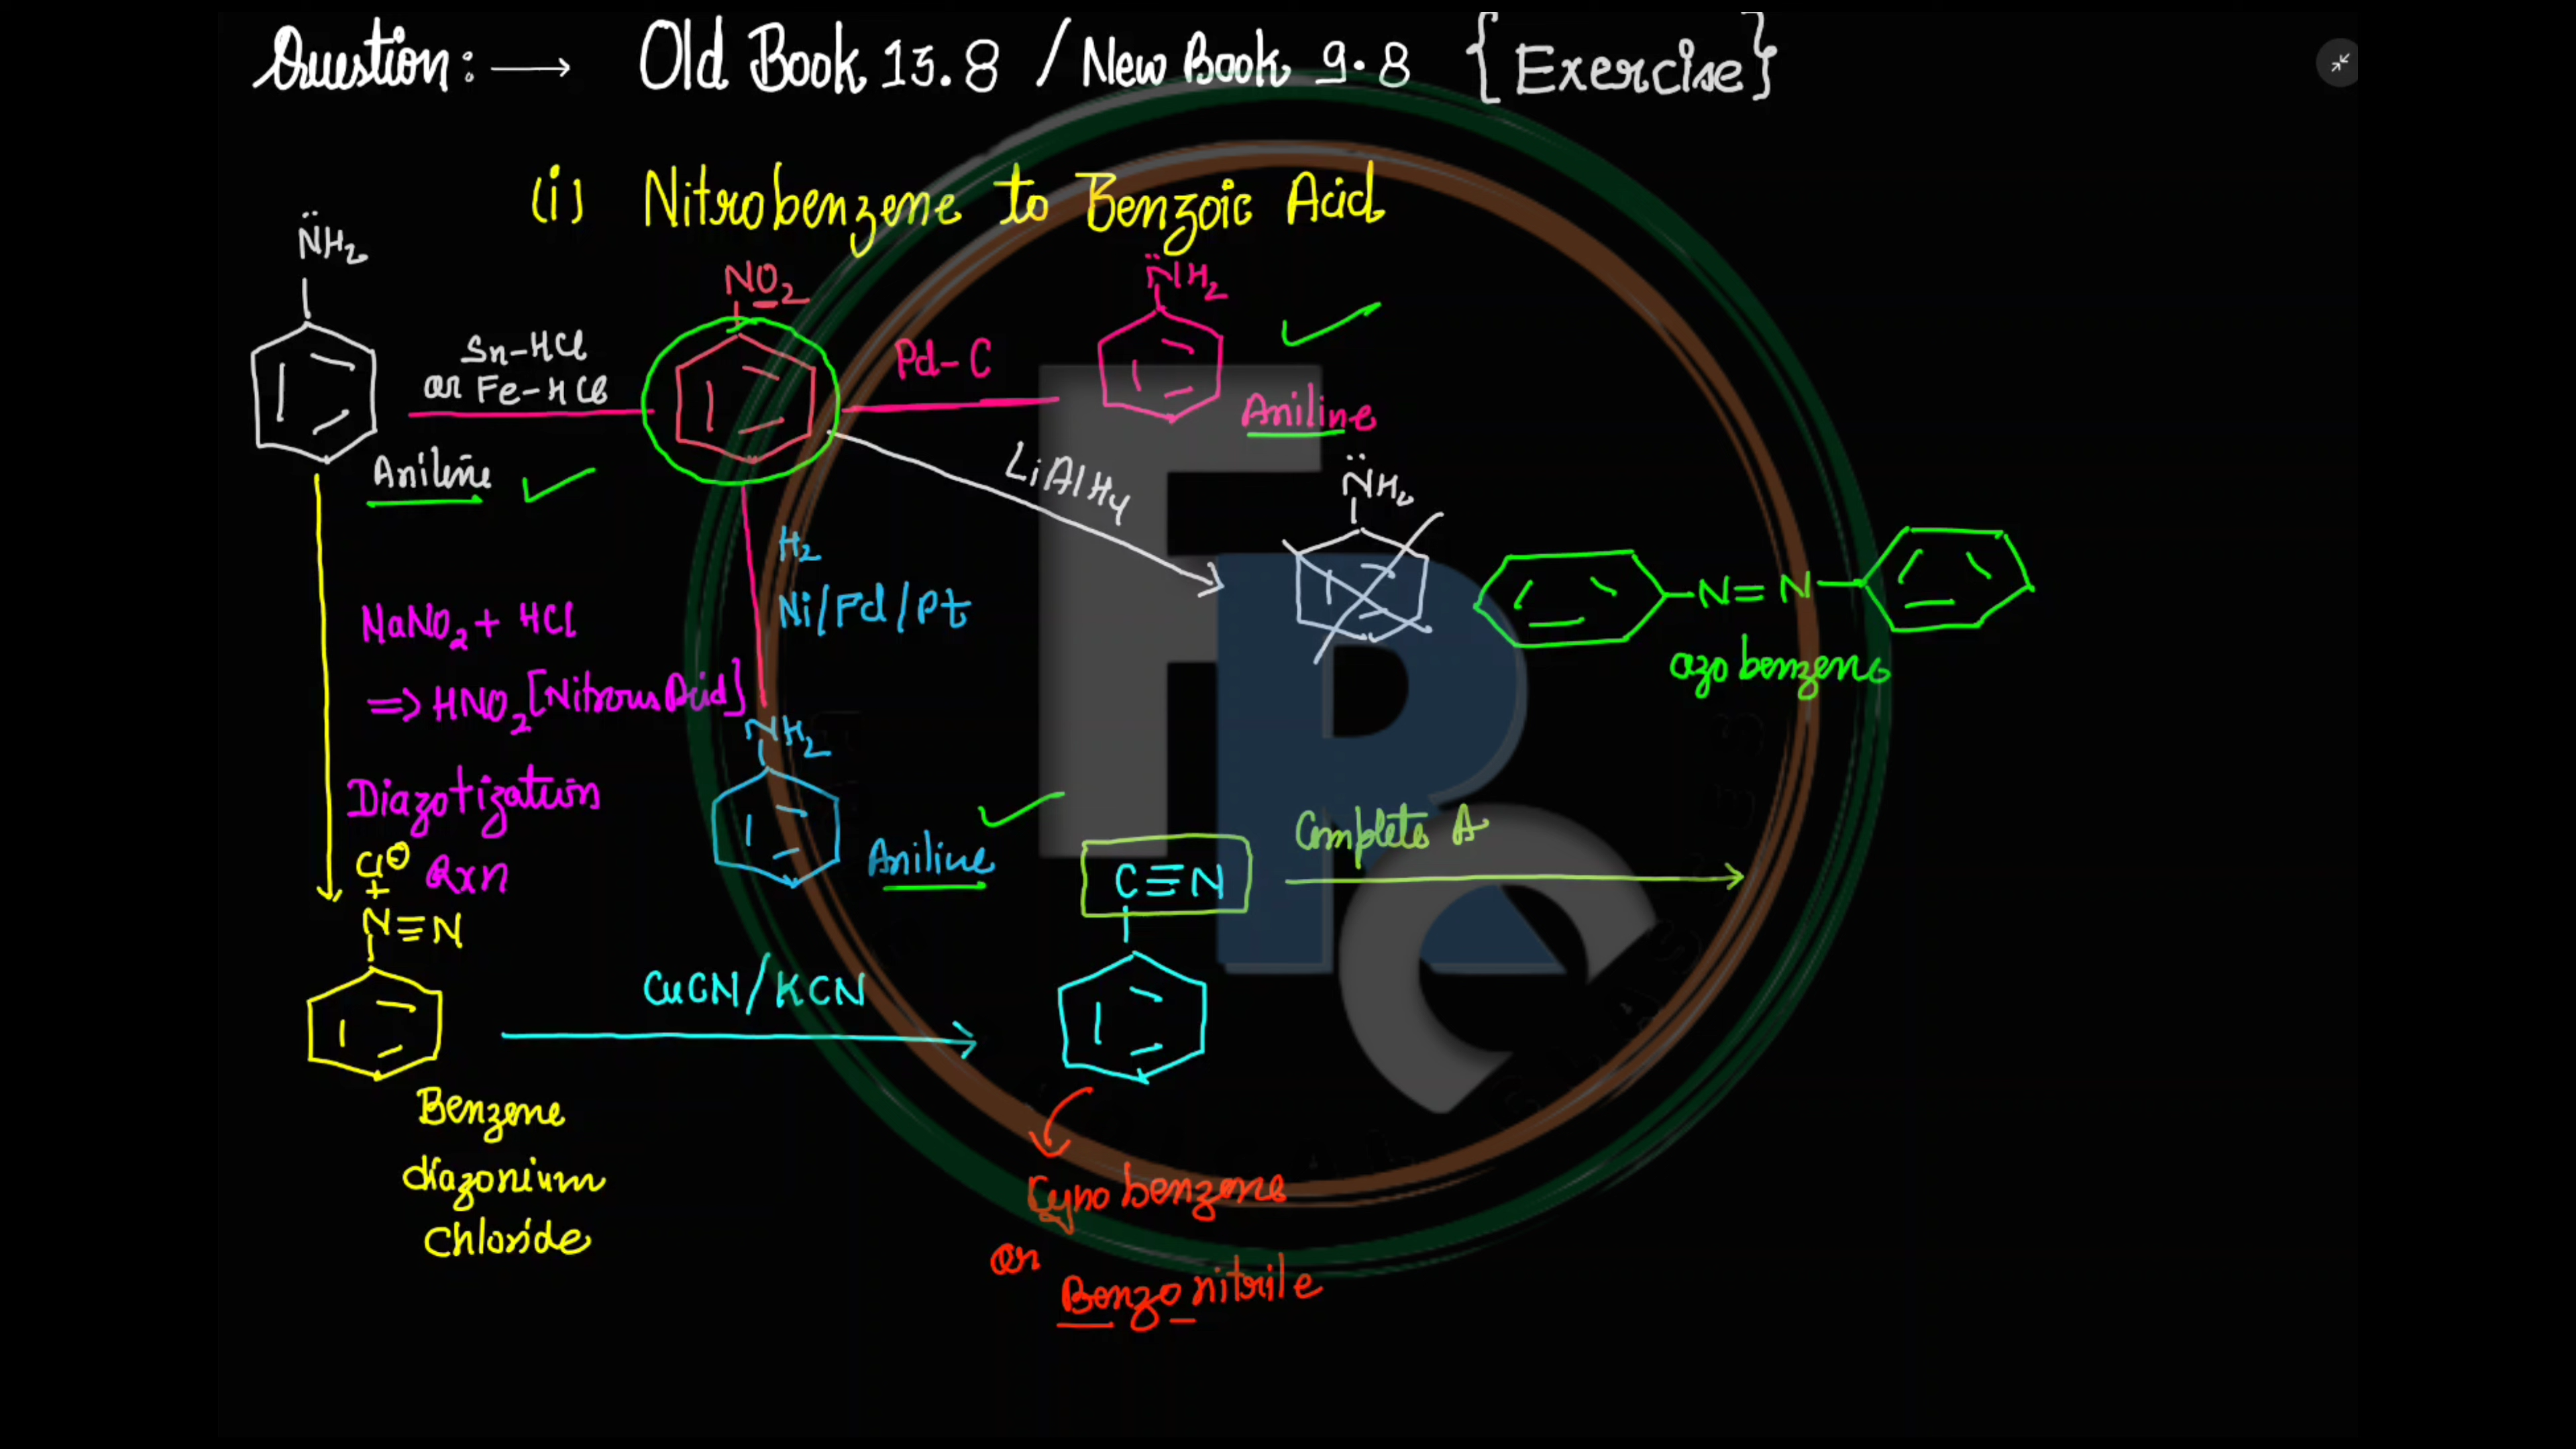 Question: → Old Book 13.8 / New Book 9.8 {Exercise}
(i) Nitrobenzene to Benzoic Acid
NH2
NO2
NH2
Sn-HCl
or Fe-HCl
Pd-C
Aniline
Aniline
LiAlH4
NH2
H2
Ni/Pd/Pt
N=N
azo benzene
NaNO2 + HCl
⇒ HNO2 [Nitrous Acid]
NH2
Diazotization
Rxn
Aniline
Complete Δ
Cl⊖
+
N≡N
C≡N
CuCN/KCN
Benzene
diazonium
Chloride
Cyno benzene
or
Benzonitrile